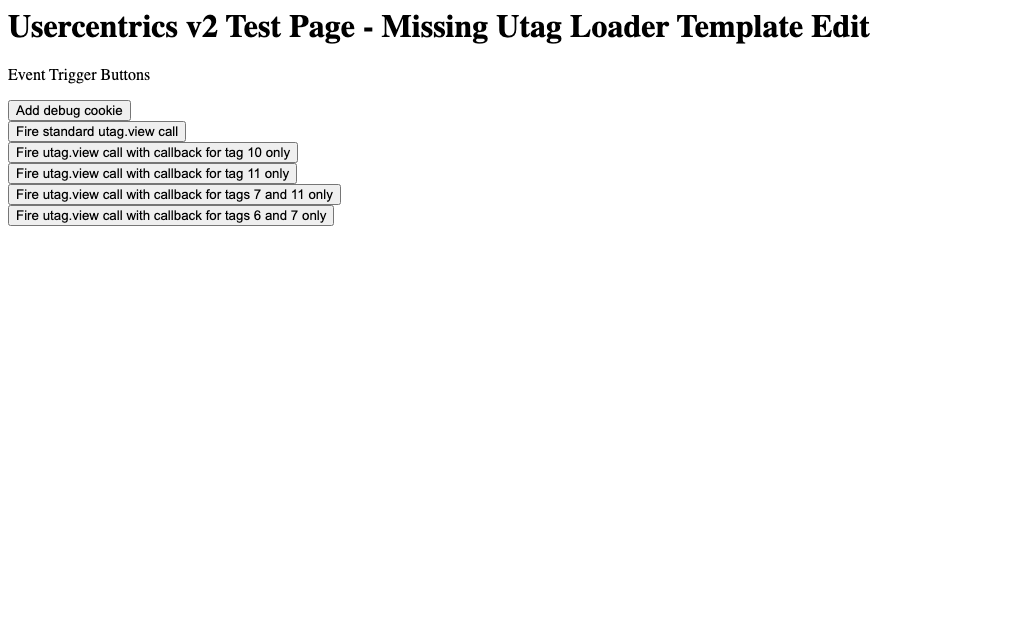 Usercentrics v2 Test Page - Missing Utag Loader Template Edit
Event Trigger Buttons
Add debug cookie
Fire standard utag.view call
Fire utag.view call with callback for tag 10 only
Fire utag.view call with callback for tag 11 only
Fire utag.view call with callback for tags 7 and 11 only
Fire utag.view call with callback for tags 6 and 7 only